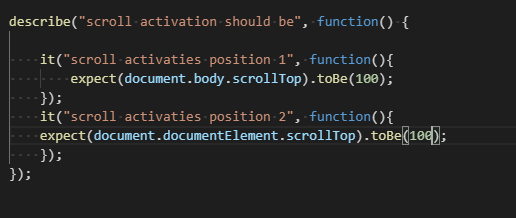 describe("scroll activation should be", function() {
it("scroll activaties position 1", function(){
expect(document.body.scrollTop).toBe(100);
});
it("scroll activaties position 2", function(){
expect(document.documentElement.scrollTop).toBe(100);
});
});